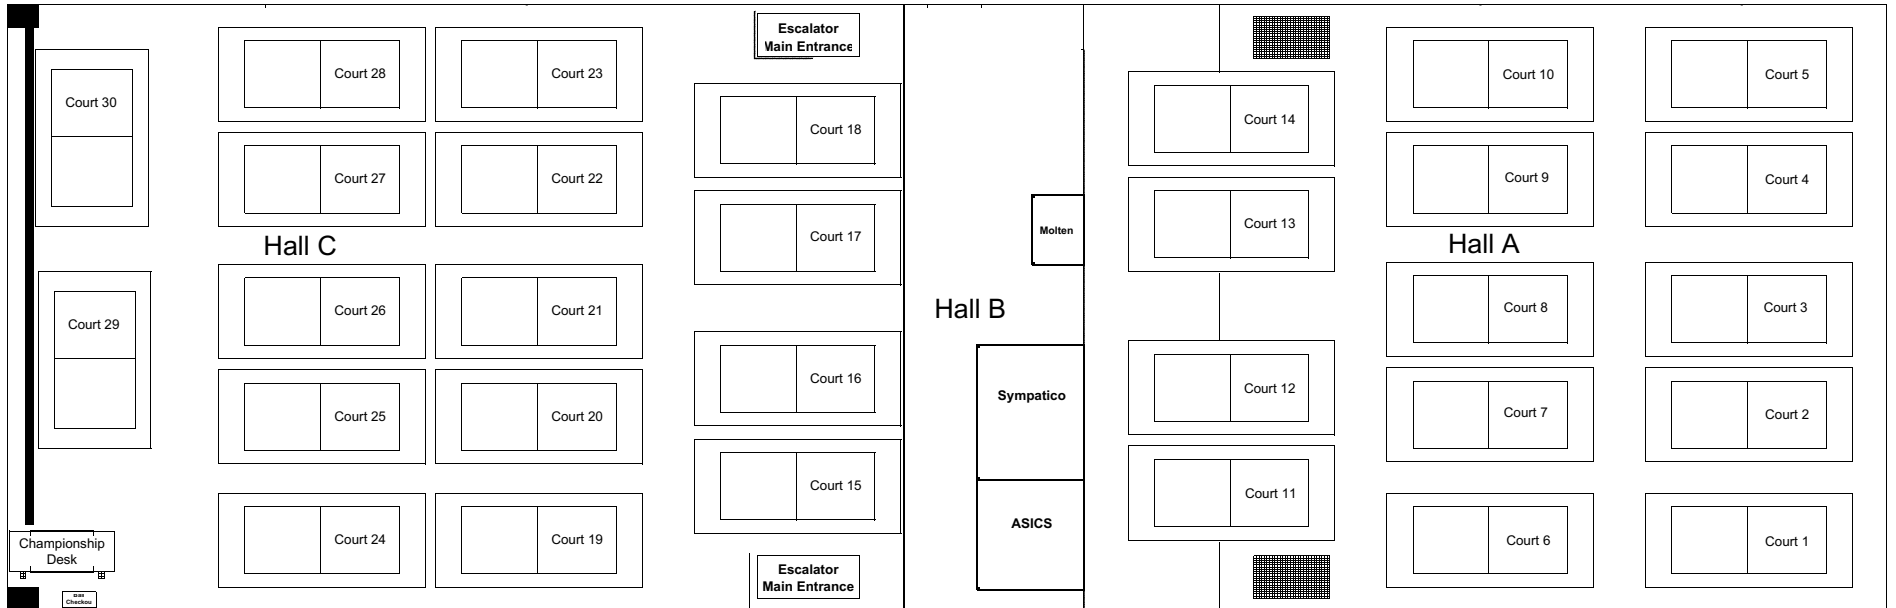 Escalator
Main Entrance
Court 28
Court 23
Court 10
Court 5
Court 30
Court 18
Court 14
Court 27
Court 22
Court 9
Court 4
Court 17
Molten
Court 13
Hall C
Hall A
Hall B
Court 29
Court 26
Court 21
Court 8
Court 3
Court 16
Sympatico
Court 12
Court 25
Court 20
Court 7
Court 2
Court 15
ASICS
Court 11
Championship
Desk
Court 24
Court 19
Court 6
Court 1
Escalator
Main Entrance
Checkou